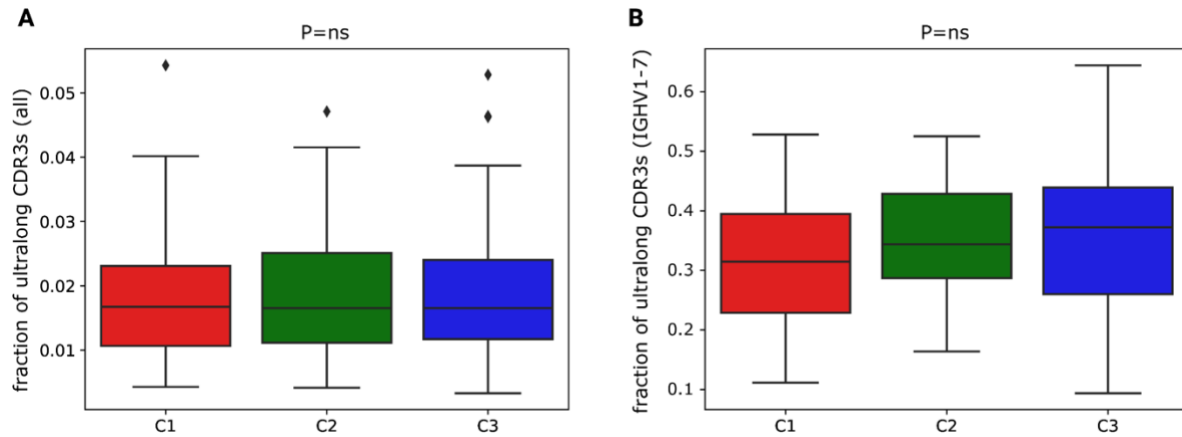 A
P=ns
fraction of ultralong CDR3s (all)
0.05
0.04
0.03
0.02
0.01
C1 C2 C3
B
P=ns
fraction of ultralong CDR3s (IGHV1-7)
0.6
0.5
0.4
0.3
0.2
0.1
C1 C2 C3